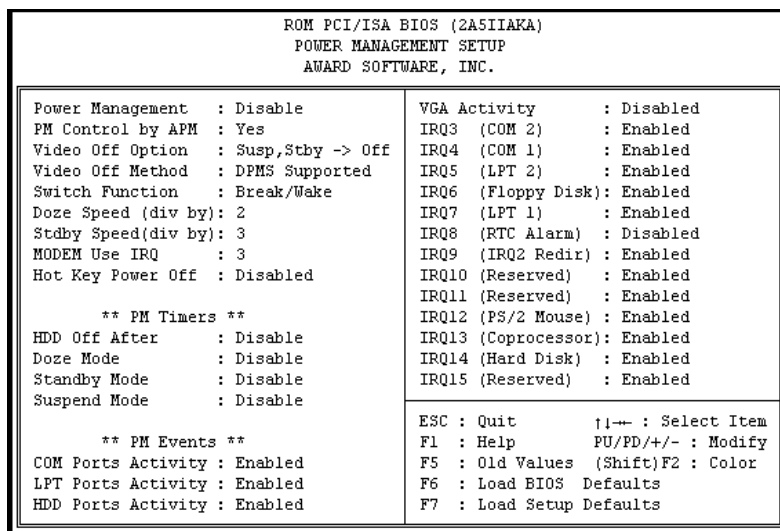 ROM PCI/ISA BIOS (2A5IIAKA)
POWER MANAGEMENT SETUP
AWARD SOFTWARE, INC.
Power Management : Disable
PM Control by APM : Yes
Video Off Option : Susp,Stby -> Off
Video Off Method : DPMS Supported
Switch Function : Break/Wake
Doze Speed (div by): 2
Stdby Speed(div by): 3
MODEM Use IRQ : 3
Hot Key Power Off : Disabled
** PM Timers **
HDD Off After : Disable
Doze Mode : Disable
Standby Mode : Disable
Suspend Mode : Disable
** PM Events **
COM Ports Activity : Enabled
LPT Ports Activity : Enabled
HDD Ports Activity : Enabled
VGA Activity : Disabled
IRQ3 (COM 2) : Enabled
IRQ4 (COM 1) : Enabled
IRQ5 (LPT 2) : Enabled
IRQ6 (Floppy Disk): Enabled
IRQ7 (LPT 1) : Enabled
IRQ8 (RTC Alarm) : Disabled
IRQ9 (IRQ2 Redir) : Enabled
IRQ10 (Reserved) : Enabled
IRQ11 (Reserved) : Enabled
IRQ12 (PS/2 Mouse) : Enabled
IRQ13 (Coprocessor): Enabled
IRQ14 (Hard Disk) : Enabled
IRQ15 (Reserved) : Enabled
ESC : Quit ↑↓→← : Select Item
F1 : Help PU/PD/+/- : Modify
F5 : Old Values (Shift)F2 : Color
F6 : Load BIOS Defaults
F7 : Load Setup Defaults